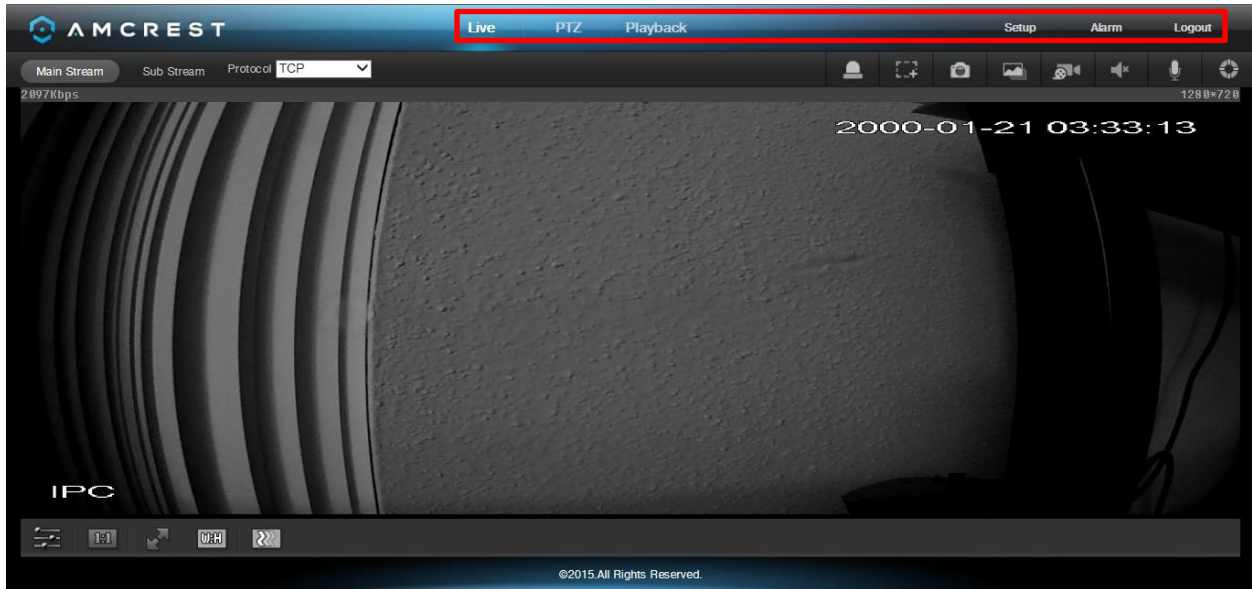 AMCREST
Live PTZ Playback Setup Alarm Logout
Main Stream Sub Stream Protocol TCP
2097Kbps 1280*720
2000-01-21 03:33:13
IPC
1:1 W:H
©2015.All Rights Reserved.